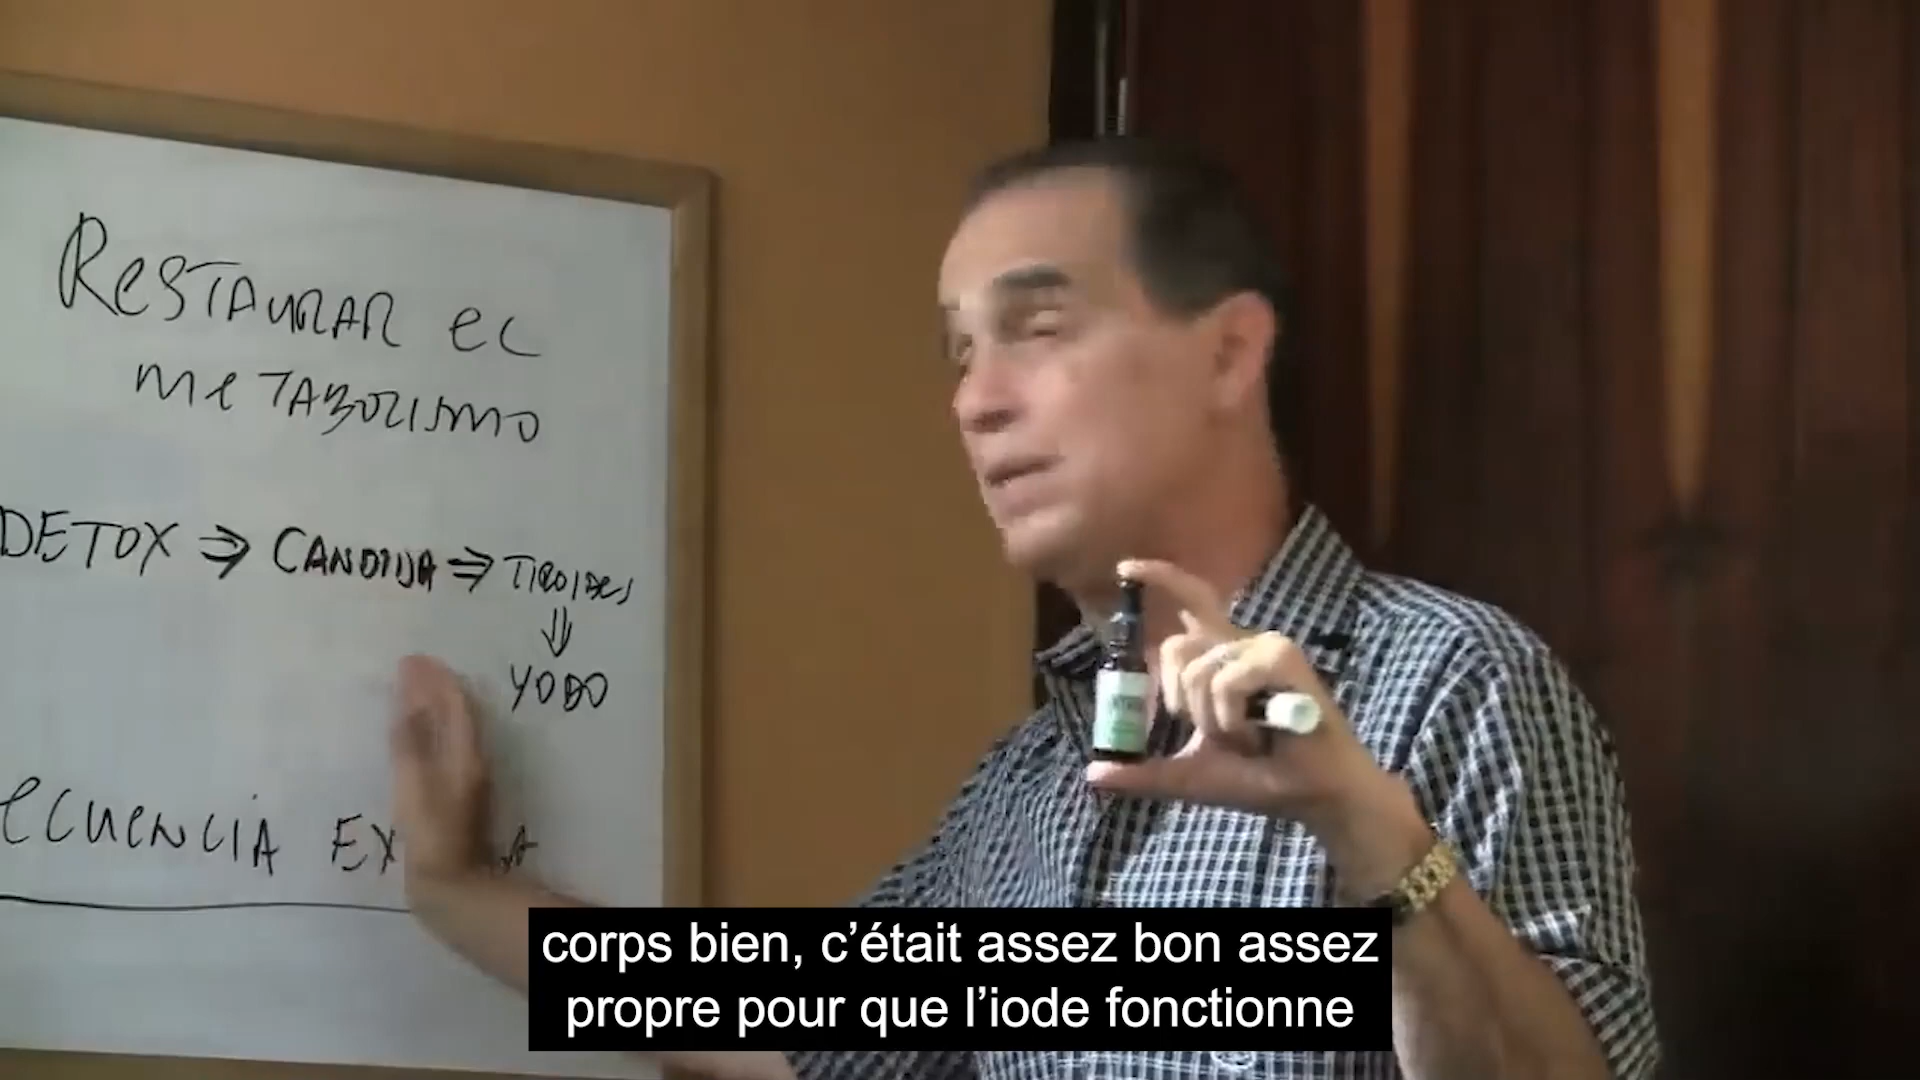 RESTAURAR EL
METABOLISMO
DETOX ⇒ CANDIDA ⇒ TIROIDES
⇓
YODO
ECUENCIA EX
corps bien, c’était assez bon assez
propre pour que l’iode fonctionne